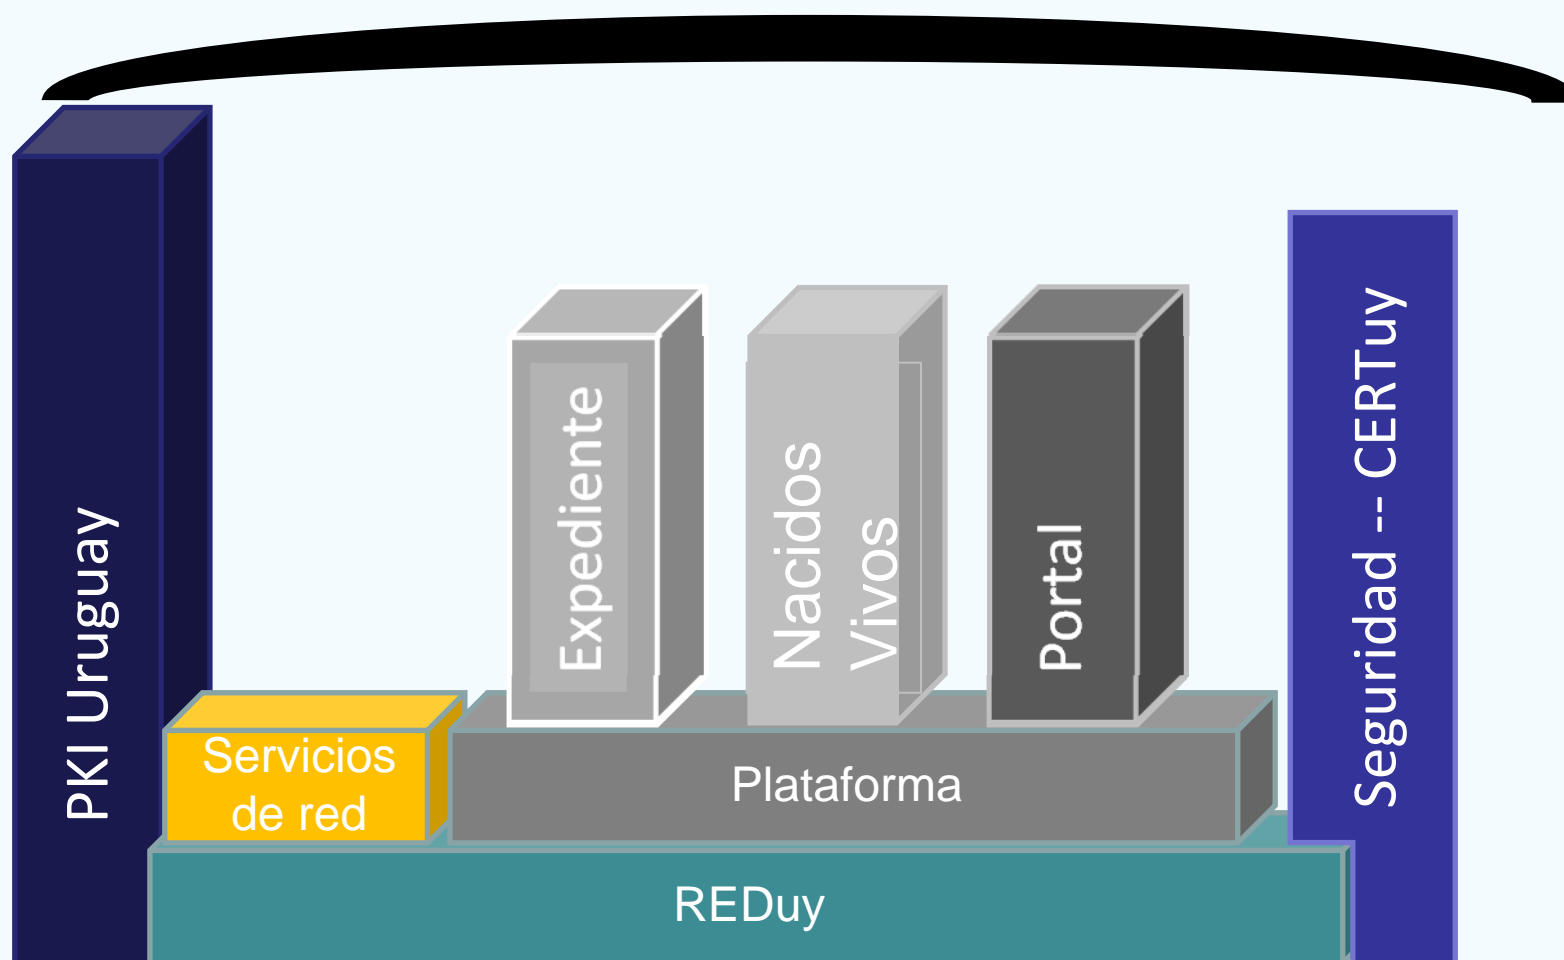 PKI Uruguay
Servicios
de red
Expediente
Nacidos
Vivos
Portal
Plataforma
REDuy
Seguridad -- CERTuy